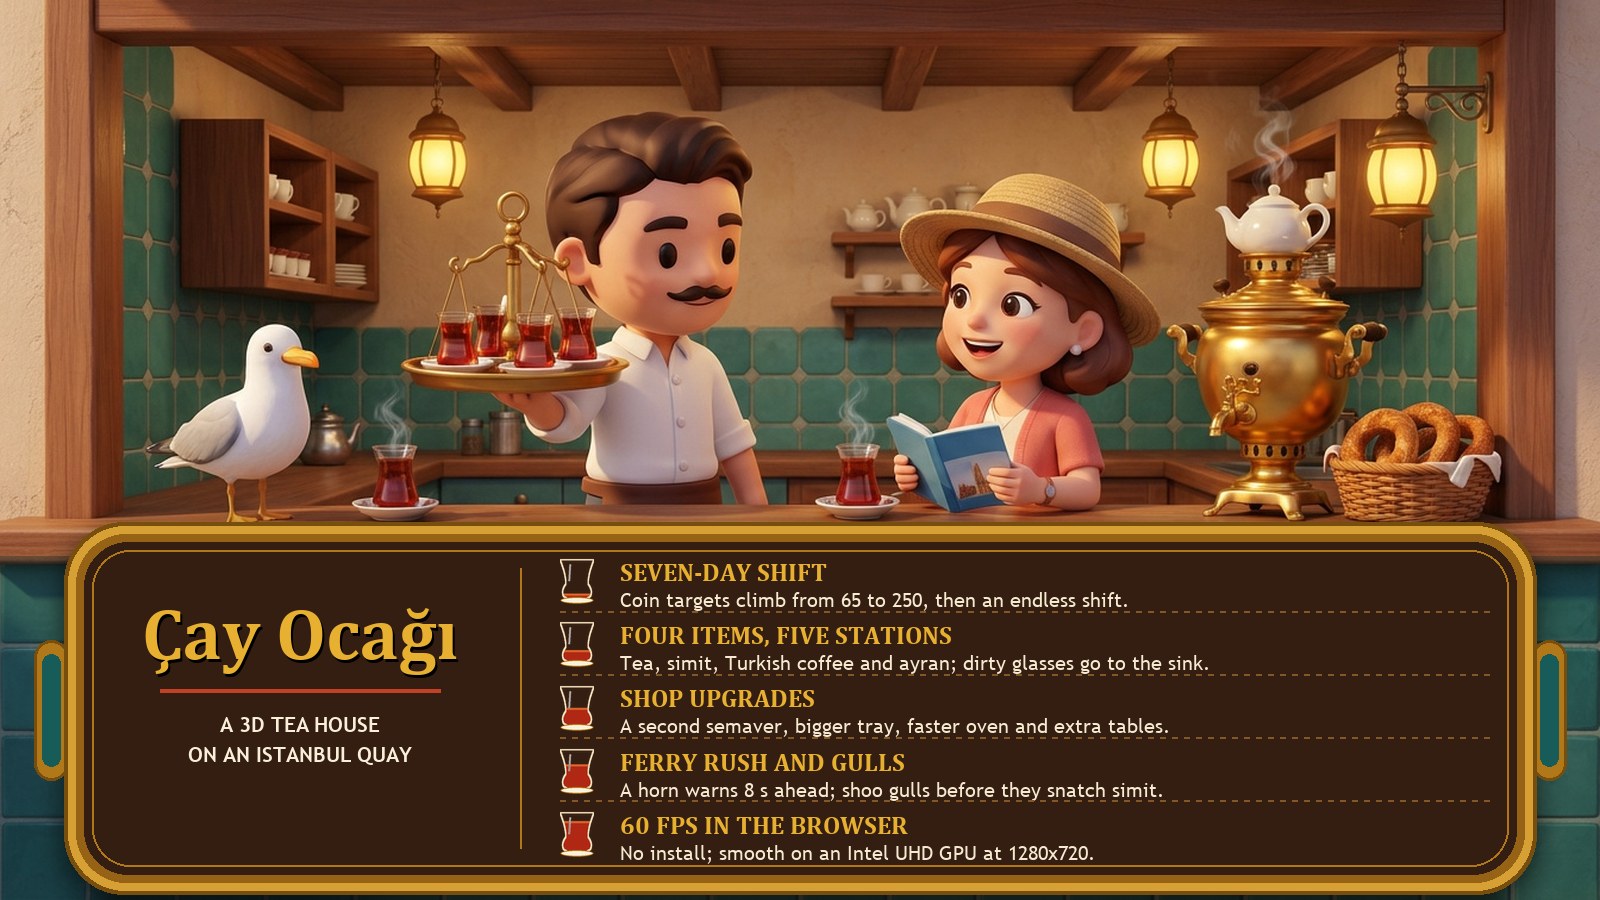 Çay Ocağı
A 3D TEA HOUSE
ON AN ISTANBUL QUAY
SEVEN-DAY SHIFT
Coin targets climb from 65 to 250, then an endless shift.
FOUR ITEMS, FIVE STATIONS
Tea, simit, Turkish coffee and ayran; dirty glasses go to the sink.
SHOP UPGRADES
A second semaver, bigger tray, faster oven and extra tables.
FERRY RUSH AND GULLS
A horn warns 8 s ahead; shoo gulls before they snatch simit.
60 FPS IN THE BROWSER
No install; smooth on an Intel UHD GPU at 1280x720.